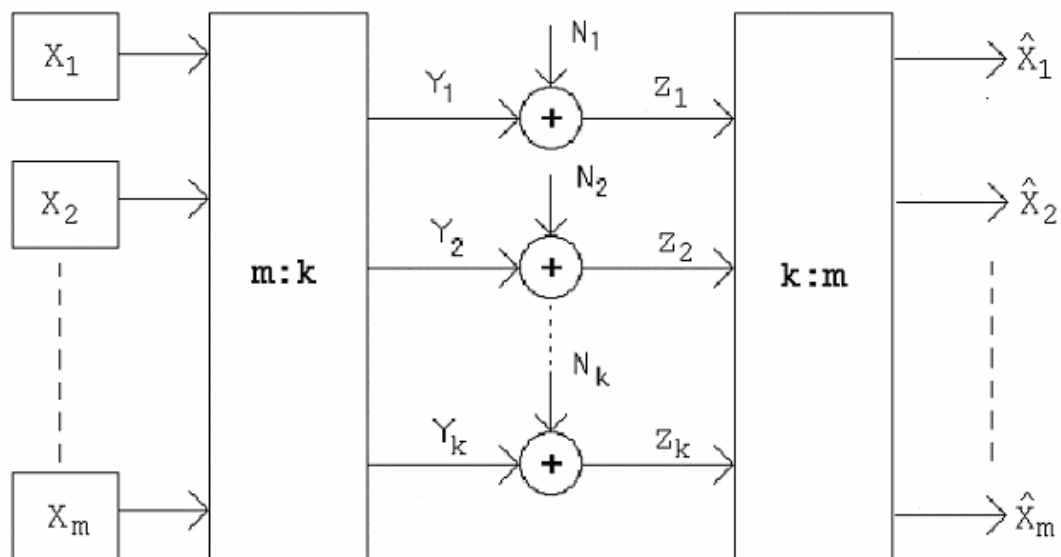 X₁
X₂
Xₘ
m:k
Y₁
Y₂
Yₖ
N₁
+
N₂
+
Nₖ
+
Z₁
Z₂
Zₖ
k:m
X̂₁
X̂₂
X̂ₘ